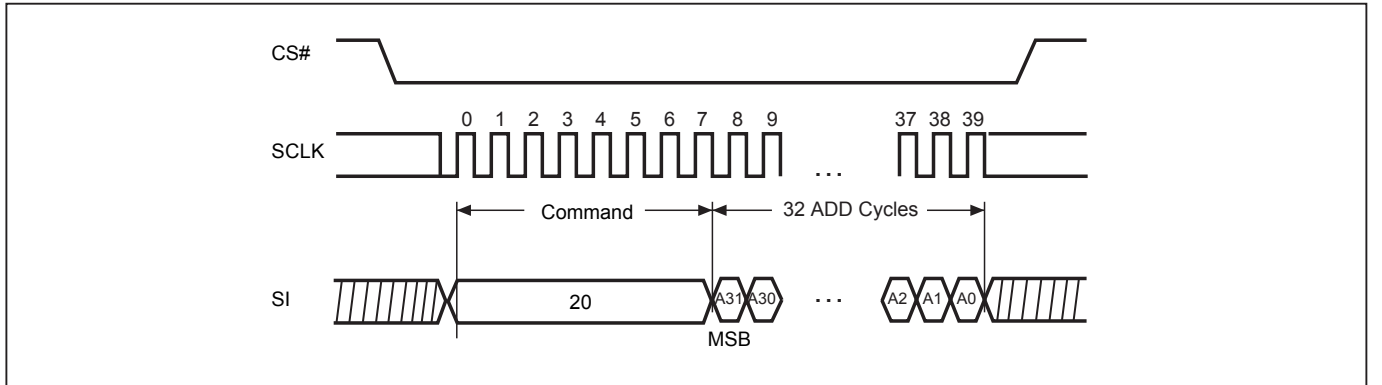 CS#
0 1 2 3 4 5 6 7 8 9 37 38 39
SCLK
. . .
Command 32 ADD Cycles
SI 20 A31 A30 . . . A2 A1 A0
MSB